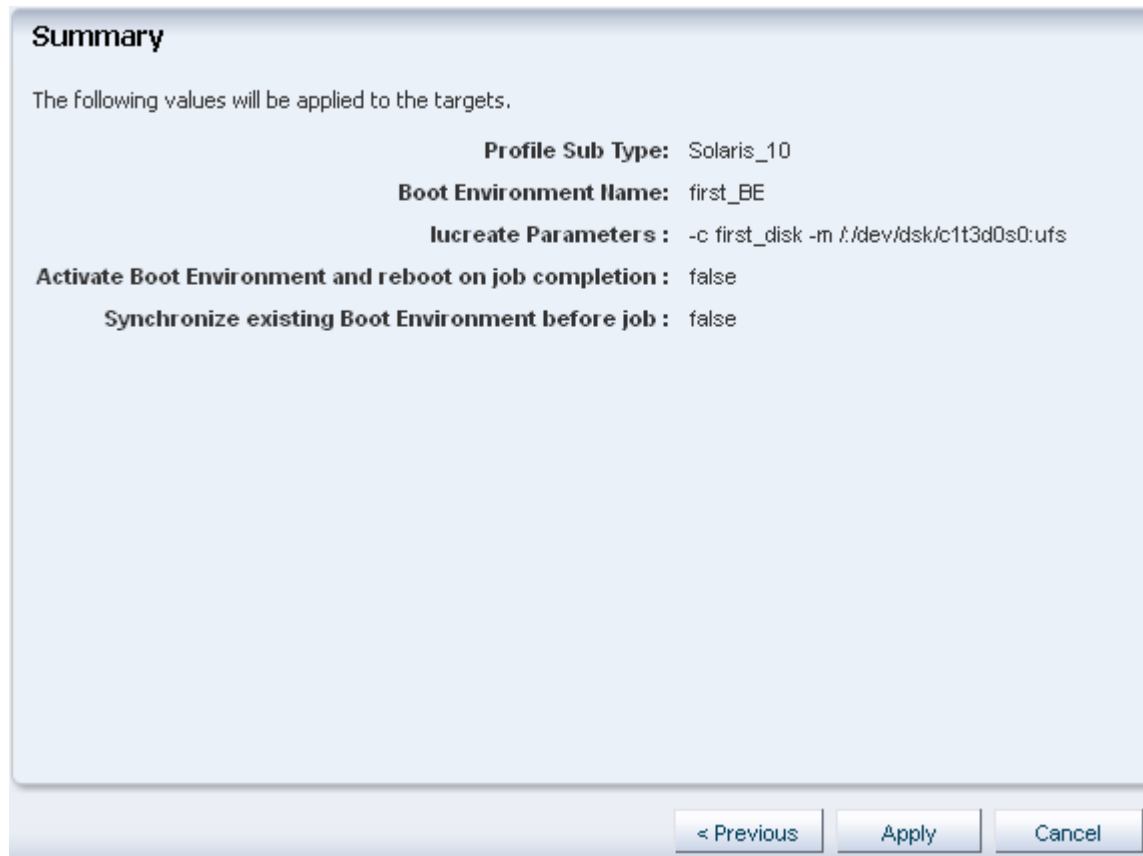 Summary
The following values will be applied to the targets.
Profile Sub Type: Solaris_10
Boot Environment Name: first_BE
lucreate Parameters : -c first_disk -m /:/dev/dsk/c1t3d0s0:ufs
Activate Boot Environment and reboot on job completion : false
Synchronize existing Boot Environment before job : false
< Previous Apply Cancel